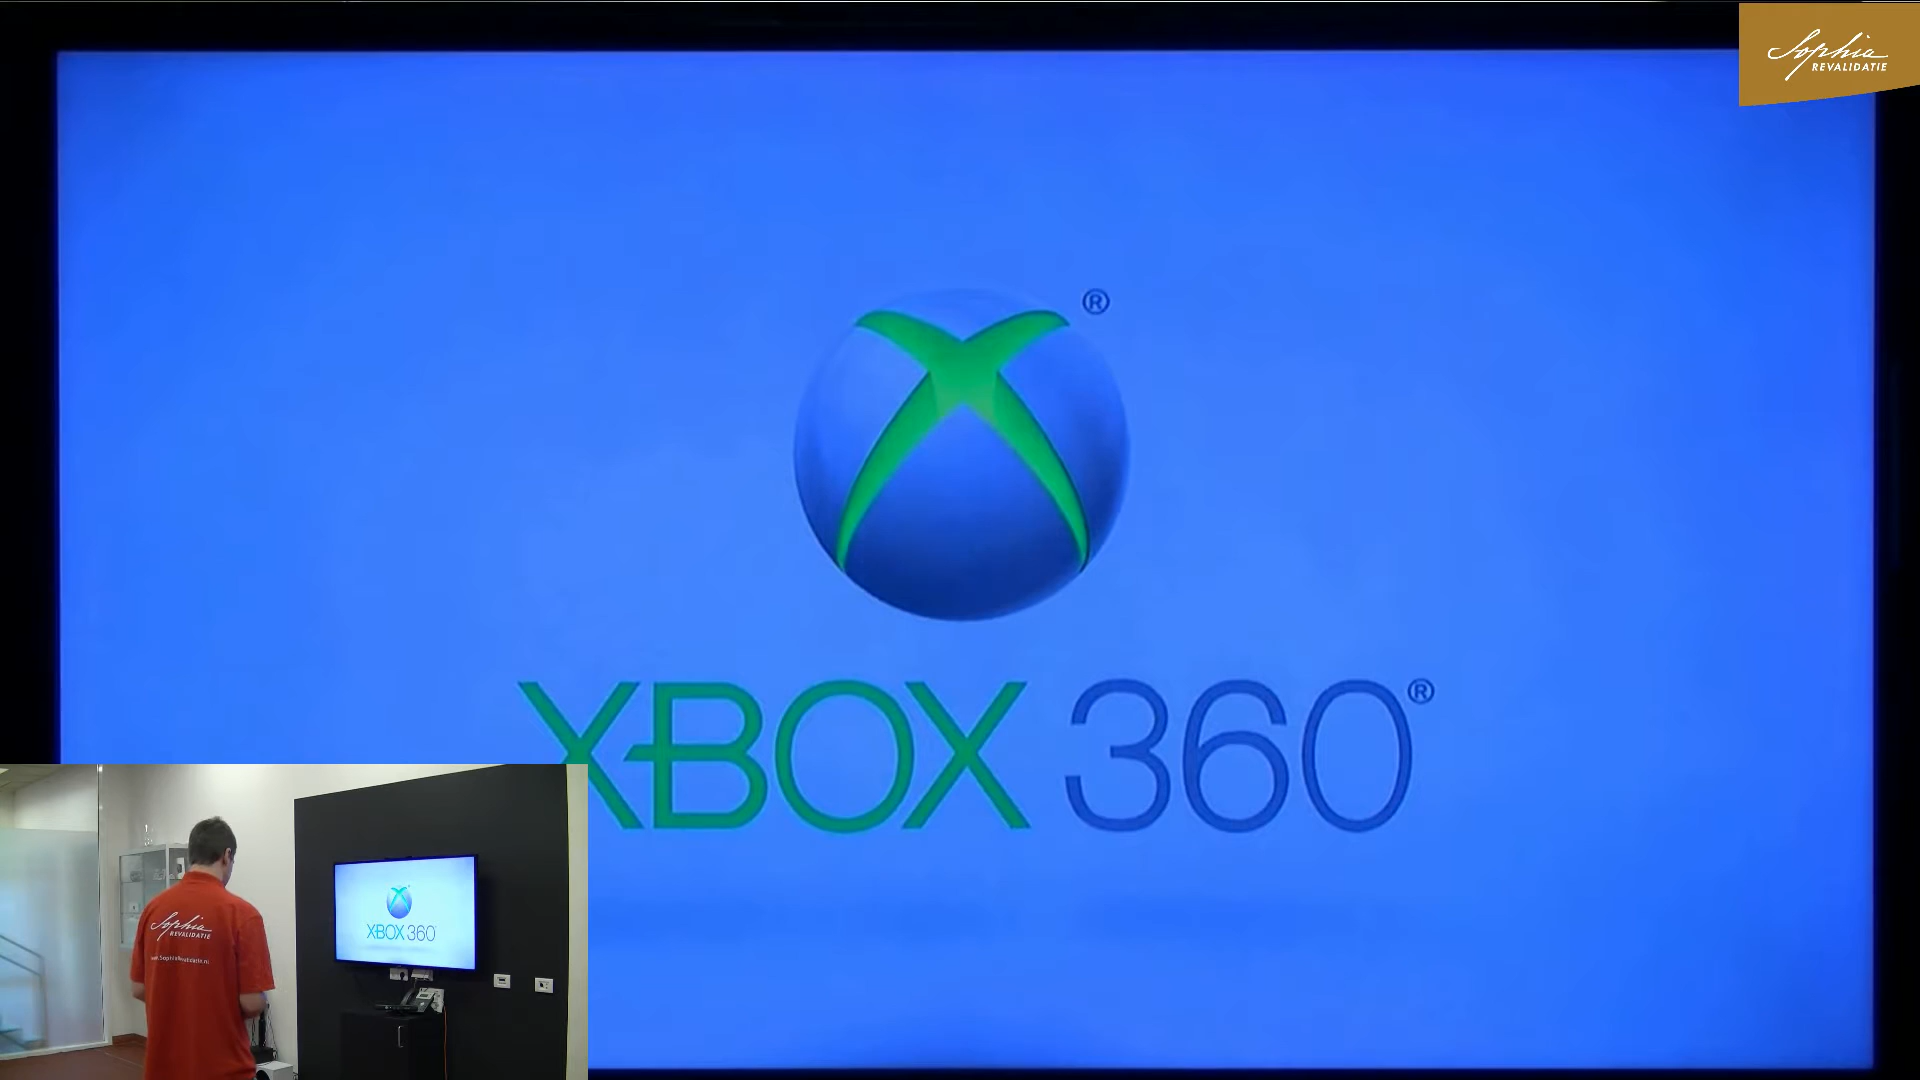 Sophia
REVALIDATIE
®
XBOX 360®
XBOX 360
Sophia
REVALIDATIE